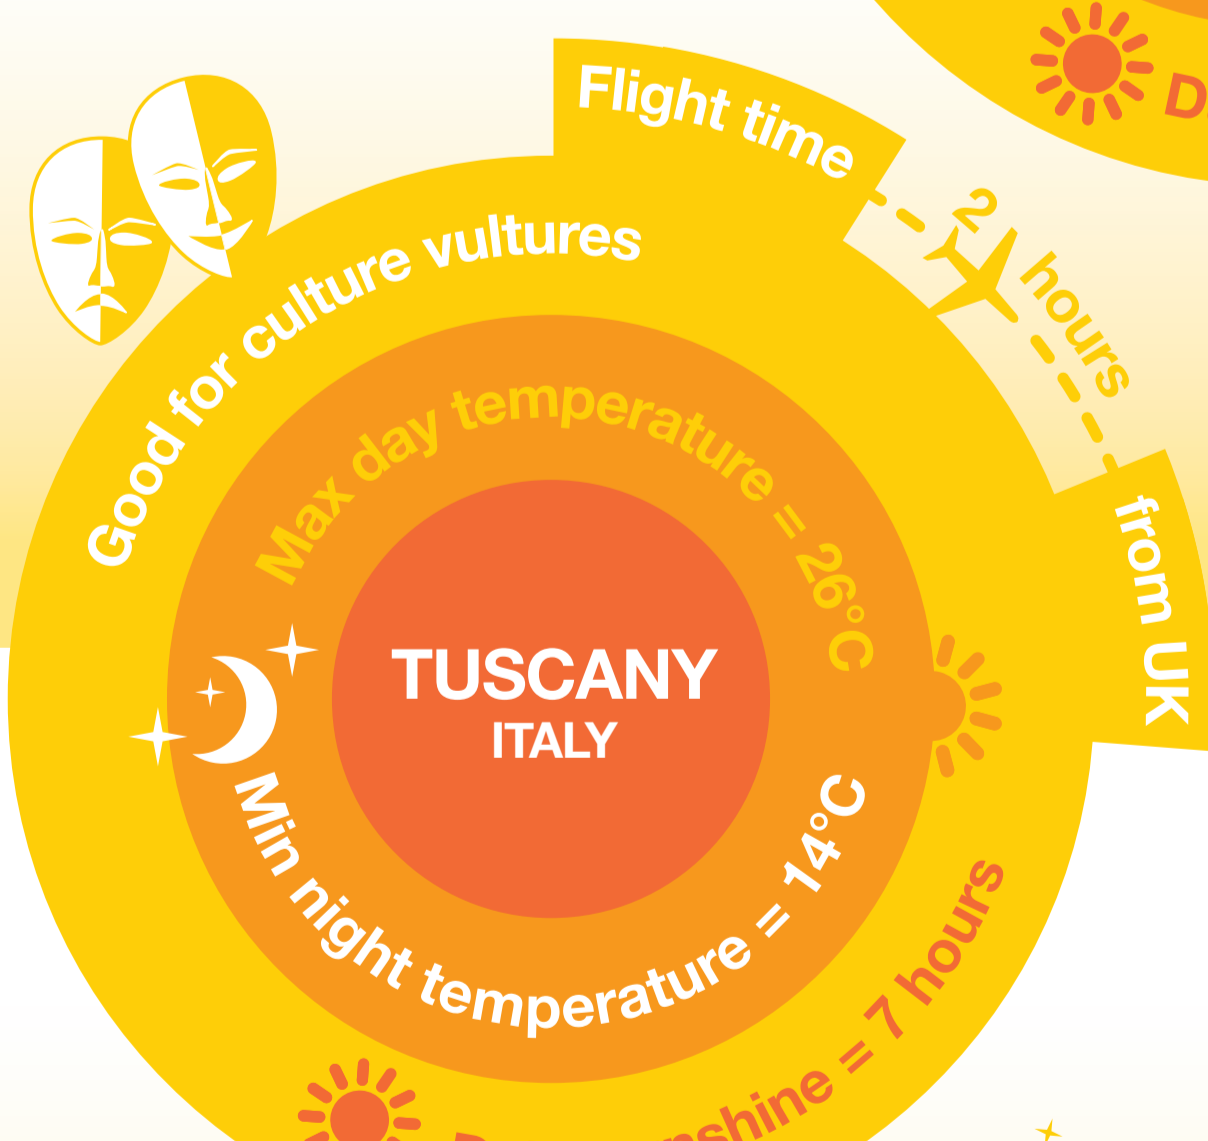 Flight time
2 hours
from UK
Good for culture vultures
Max day temperature = 26°C
TUSCANY
ITALY
Min night temperature = 14°C
= 7 hours